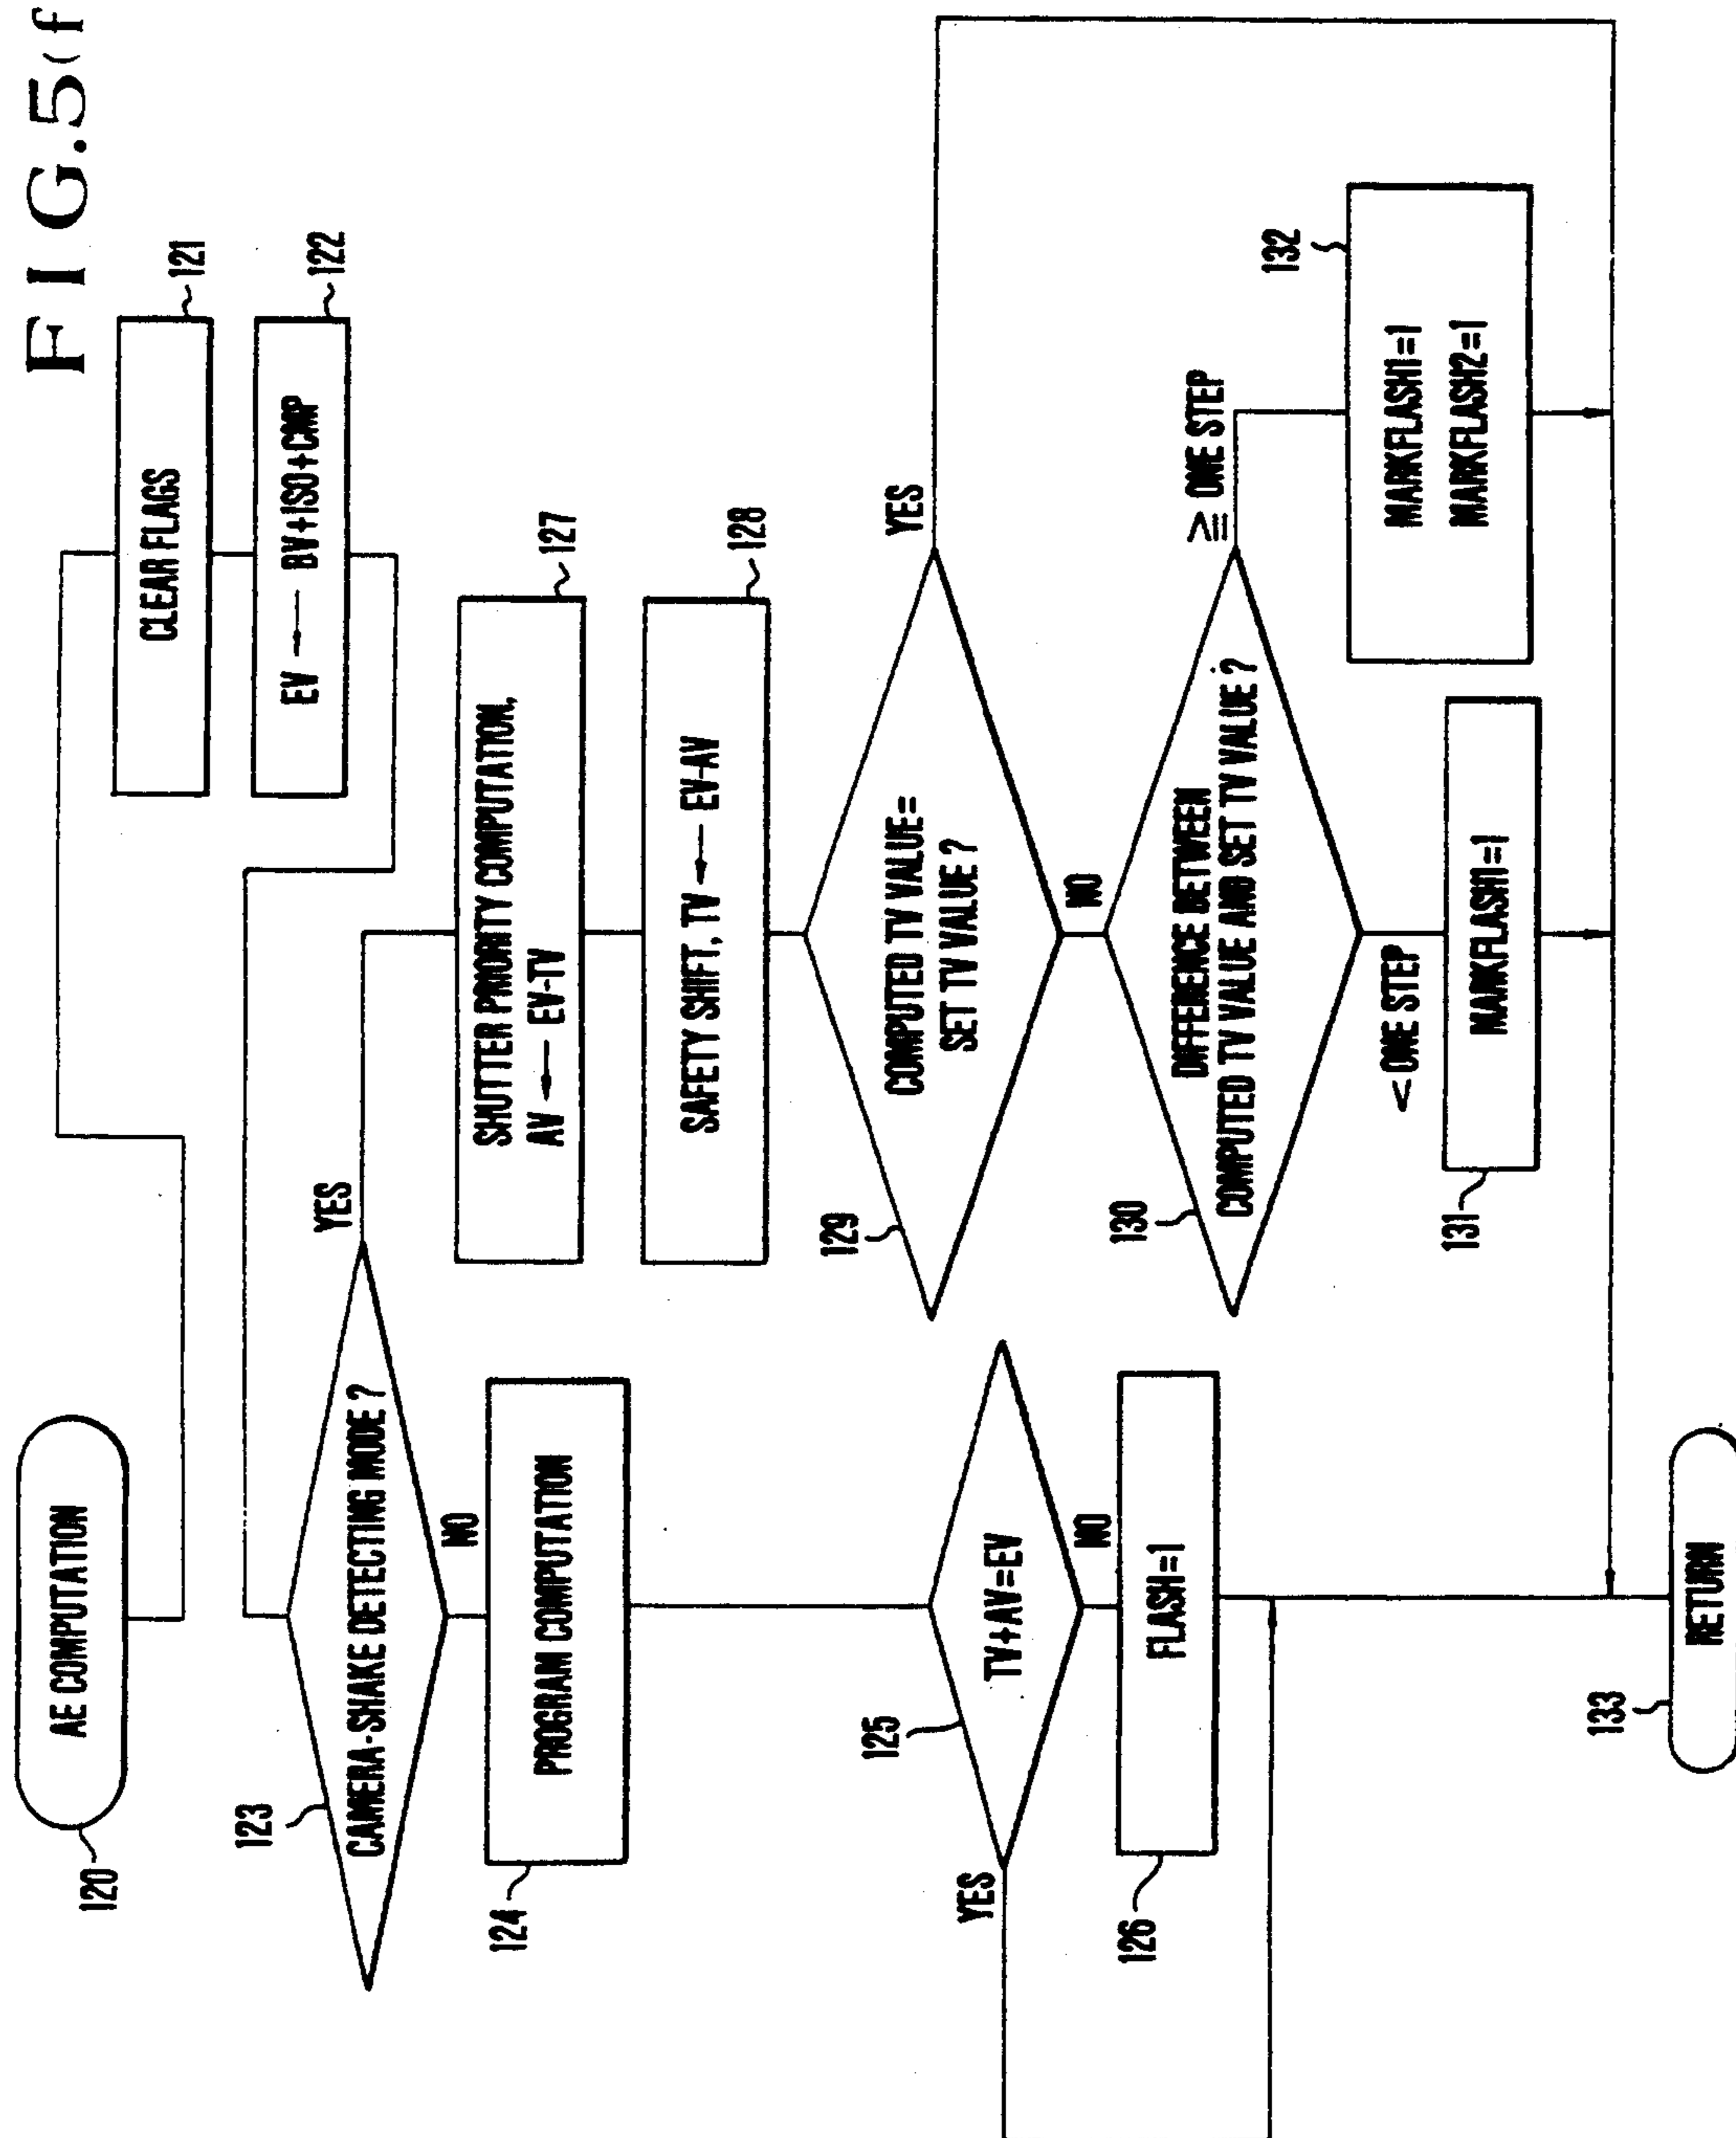 FIG.5(f
AE COMPUTATION
120
CLEAR FLAGS
121
EV ← BV+ISO+CMP
122
123
CAMERA-SHAKE DETECTING MODE ?
YES
NO
124
PROGRAM COMPUTATION
SHUTTER PRIORITY COMPUTATION,
AV ← EV-TV
127
SAFETY SHIFT, TV ← EV-AV
128
125
TV+AV=EV
YES
NO
126
FLASH=1
129
COMPUTED TV VALUE=
SET TV VALUE ?
YES
NO
130
DIFFERENCE BETWEEN
COMPUTED TV VALUE AND SET TV VALUE ?
≧ ONE STEP
< ONE STEP
131
MARKFLASH1=1
132
MARKFLASH1=1
MARKFLASH2=1
133
RETURN